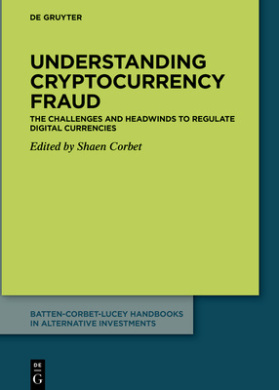 DE GRUYTER
UNDERSTANDING
CRYPTOCURRENCY
FRAUD
THE CHALLENGES AND HEADWINDS TO REGULATE
DIGITAL CURRENCIES
Edited by Shaen Corbet
BATTEN-CORBET-LUCEY HANDBOOKS
IN ALTERNATIVE INVESTMENTS
DE
G